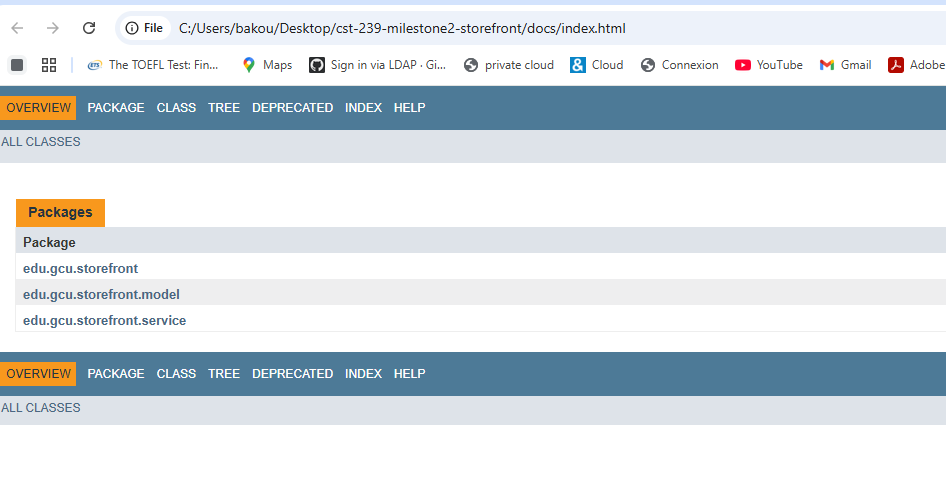 File C:/Users/bakou/Desktop/cst-239-milestone2-storefront/docs/index.html
ETS The TOEFL Test: Fin... Maps Sign in via LDAP · Gi... private cloud & Cloud Connexion YouTube Gmail Adobe
OVERVIEW PACKAGE CLASS TREE DEPRECATED INDEX HELP
ALL CLASSES
Packages
Package
edu.gcu.storefront
edu.gcu.storefront.model
edu.gcu.storefront.service
OVERVIEW PACKAGE CLASS TREE DEPRECATED INDEX HELP
ALL CLASSES